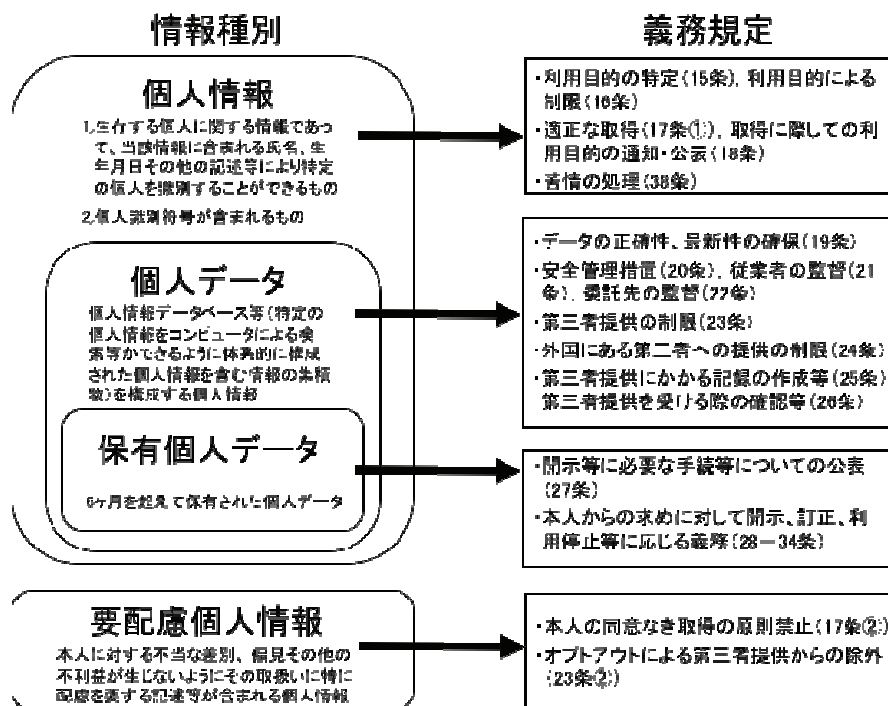 情報種別
個人情報
1.生存する個人に関する情報であっ
て、当該情報に含まれる氏名、生
年月日その他の記述等により特定
の個人を識別することができるもの
2.個人識別符号が含まれるもの
個人データ
個人情報データベース等(特定の
個人情報をコンピュータによる検
索等ができるように体系的に構成
された個人情報を含む情報の集積
物)を構成する個人情報
保有個人データ
6ヶ月を超えて保有された個人データ
要配慮個人情報
本人に対する不当な差別、偏見その他の
不利益が生じないようにその取扱いに特に
配慮を要する記述等が含まれる個人情報
義務規定
・利用目的の特定(15条)、利用目的による
制限(16条)
・適正な取得(17条①)、取得に際しての利
用目的の通知・公表(18条)
・苦情の処理(35条)
・データの正確性、最新性の確保(19条)
・安全管理措置(20条)、従業者の監督(21
条)、委託先の監督(22条)
・第三者提供の制限(23条)
・外国にある第三者への提供の制限(24条)
・第三者提供にかかる記録の作成等(25条)
第三者提供を受ける際の確認等(26条)
・開示等に必要な手続等についての公表
(27条)
・本人からの求めに対して開示、訂正、利
用停止等に応じる義務(28－34条)
・本人の同意なき取得の原則禁止(17条②)
・オプトアウトによる第三者提供からの除外
(23条②)